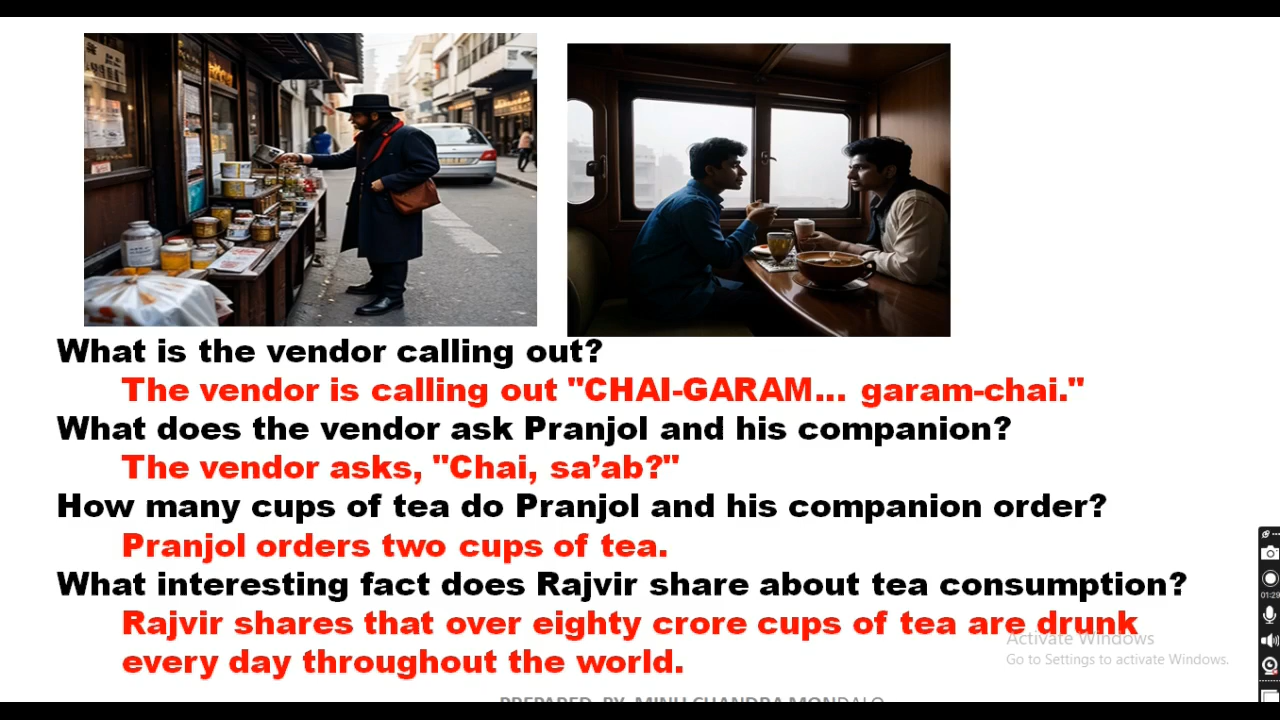 What is the vendor calling out?
The vendor is calling out "CHAI-GARAM... garam-chai."
What does the vendor ask Pranjol and his companion?
The vendor asks, "Chai, sa’ab?"
How many cups of tea do Pranjol and his companion order?
Pranjol orders two cups of tea.
What interesting fact does Rajvir share about tea consumption?
Rajvir shares that over eighty crore cups of tea are drunk
every day throughout the world.
Activate Windows
Go to Settings to activate Windows.
01:29